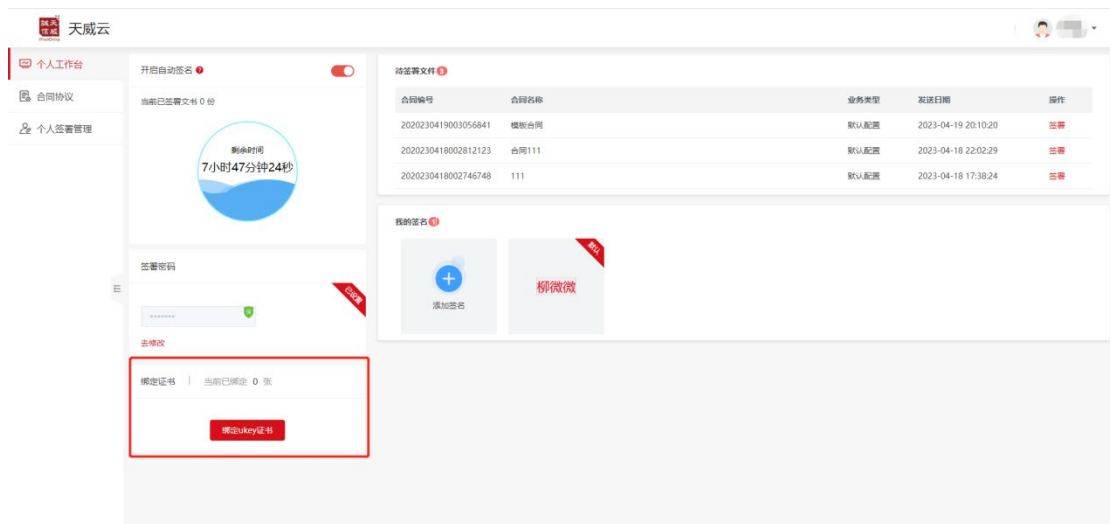 诚天
信威
天威云
个人工作台
合同协议
个人签署管理
开启自动签名
当前已签署文书 0 份
剩余时间
7小时47分钟24秒
签署密码
已设置
*******
去修改
绑定证书 当前已绑定 0 张
绑定ukey证书
待签署文件 3
合同编号 合同名称 业务类型 发送日期 操作
2020230419003056841 模板合同 默认配置 2023-04-19 20:10:20 签署
2020230418002812123 合同111 默认配置 2023-04-18 22:02:29 签署
2020230418002746748 111 默认配置 2023-04-18 17:38:24 签署
我的签名 1
添加签名
默认
柳微微